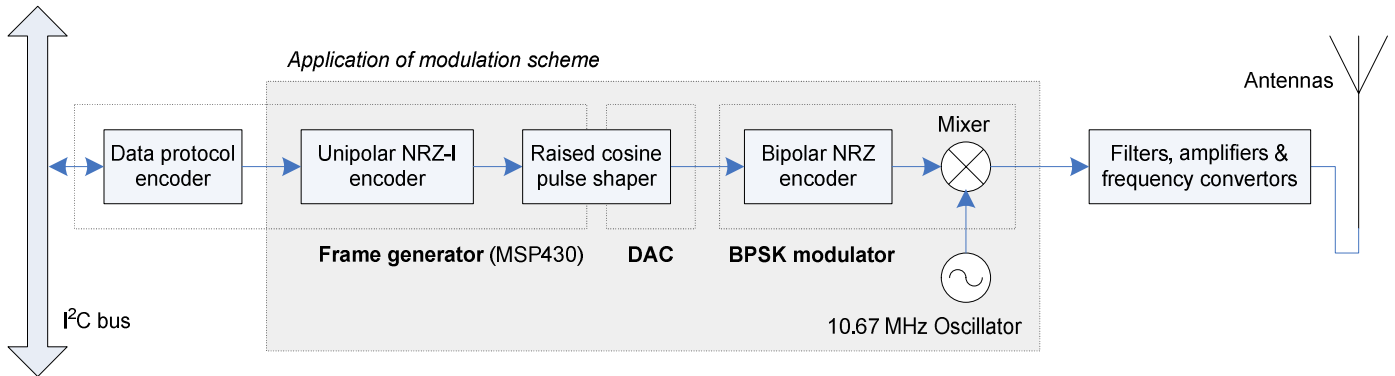 Application of modulation scheme
Antennas
Mixer
Data protocol
encoder
Unipolar NRZ-I
encoder
Raised cosine
pulse shaper
Bipolar NRZ
encoder
Filters, amplifiers &
frequency convertors
Frame generator (MSP430)
DAC
BPSK modulator
I²C bus
10.67 MHz Oscillator